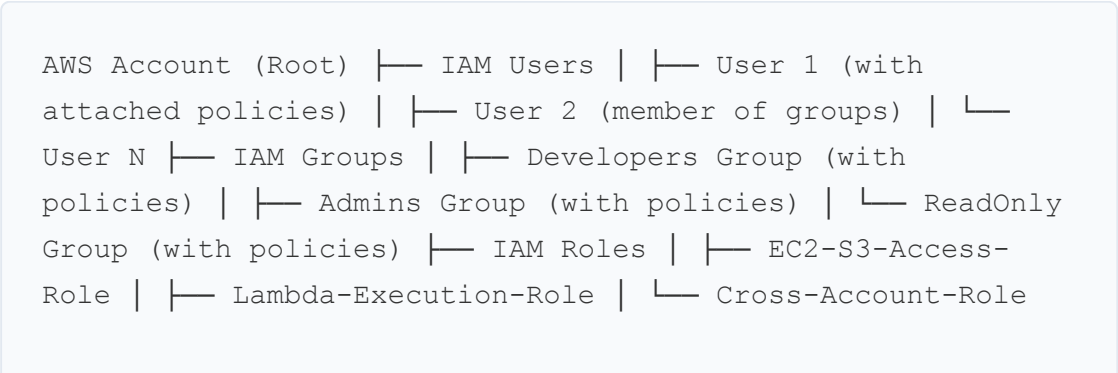 AWS Account (Root) ├── IAM Users │ ├── User 1 (with
attached policies) │ ├── User 2 (member of groups) │ └──
User N ├── IAM Groups │ ├── Developers Group (with
policies) │ ├── Admins Group (with policies) │ └── ReadOnly
Group (with policies) ├── IAM Roles │ ├── EC2-S3-Access-
Role │ ├── Lambda-Execution-Role │ └── Cross-Account-Role